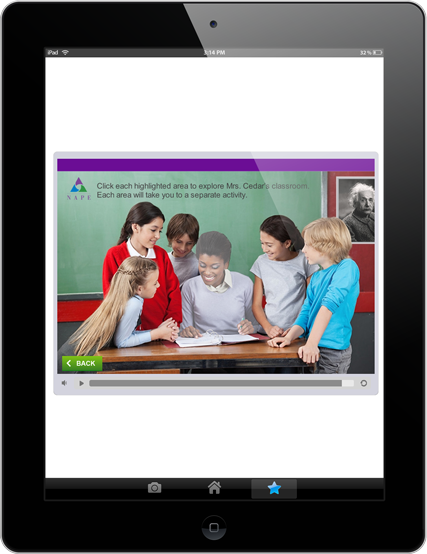 iPad
3:14 PM
32%
Click each highlighted area to explore Mrs. Cedar's classroom.
Each area will take you to a separate activity.
SAPE
BACK